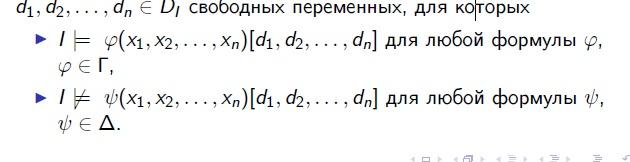 d₁, d₂, . . . , dₙ ∈ D_I свободных переменных, для которых
▶ I ⊨ φ(x₁, x₂, . . . , xₙ)[d₁, d₂, . . . , dₙ] для любой формулы φ,
φ ∈ Γ,
▶ I ⊭ ψ(x₁, x₂, . . . , xₙ)[d₁, d₂, . . . , dₙ] для любой формулы ψ,
ψ ∈ Δ.